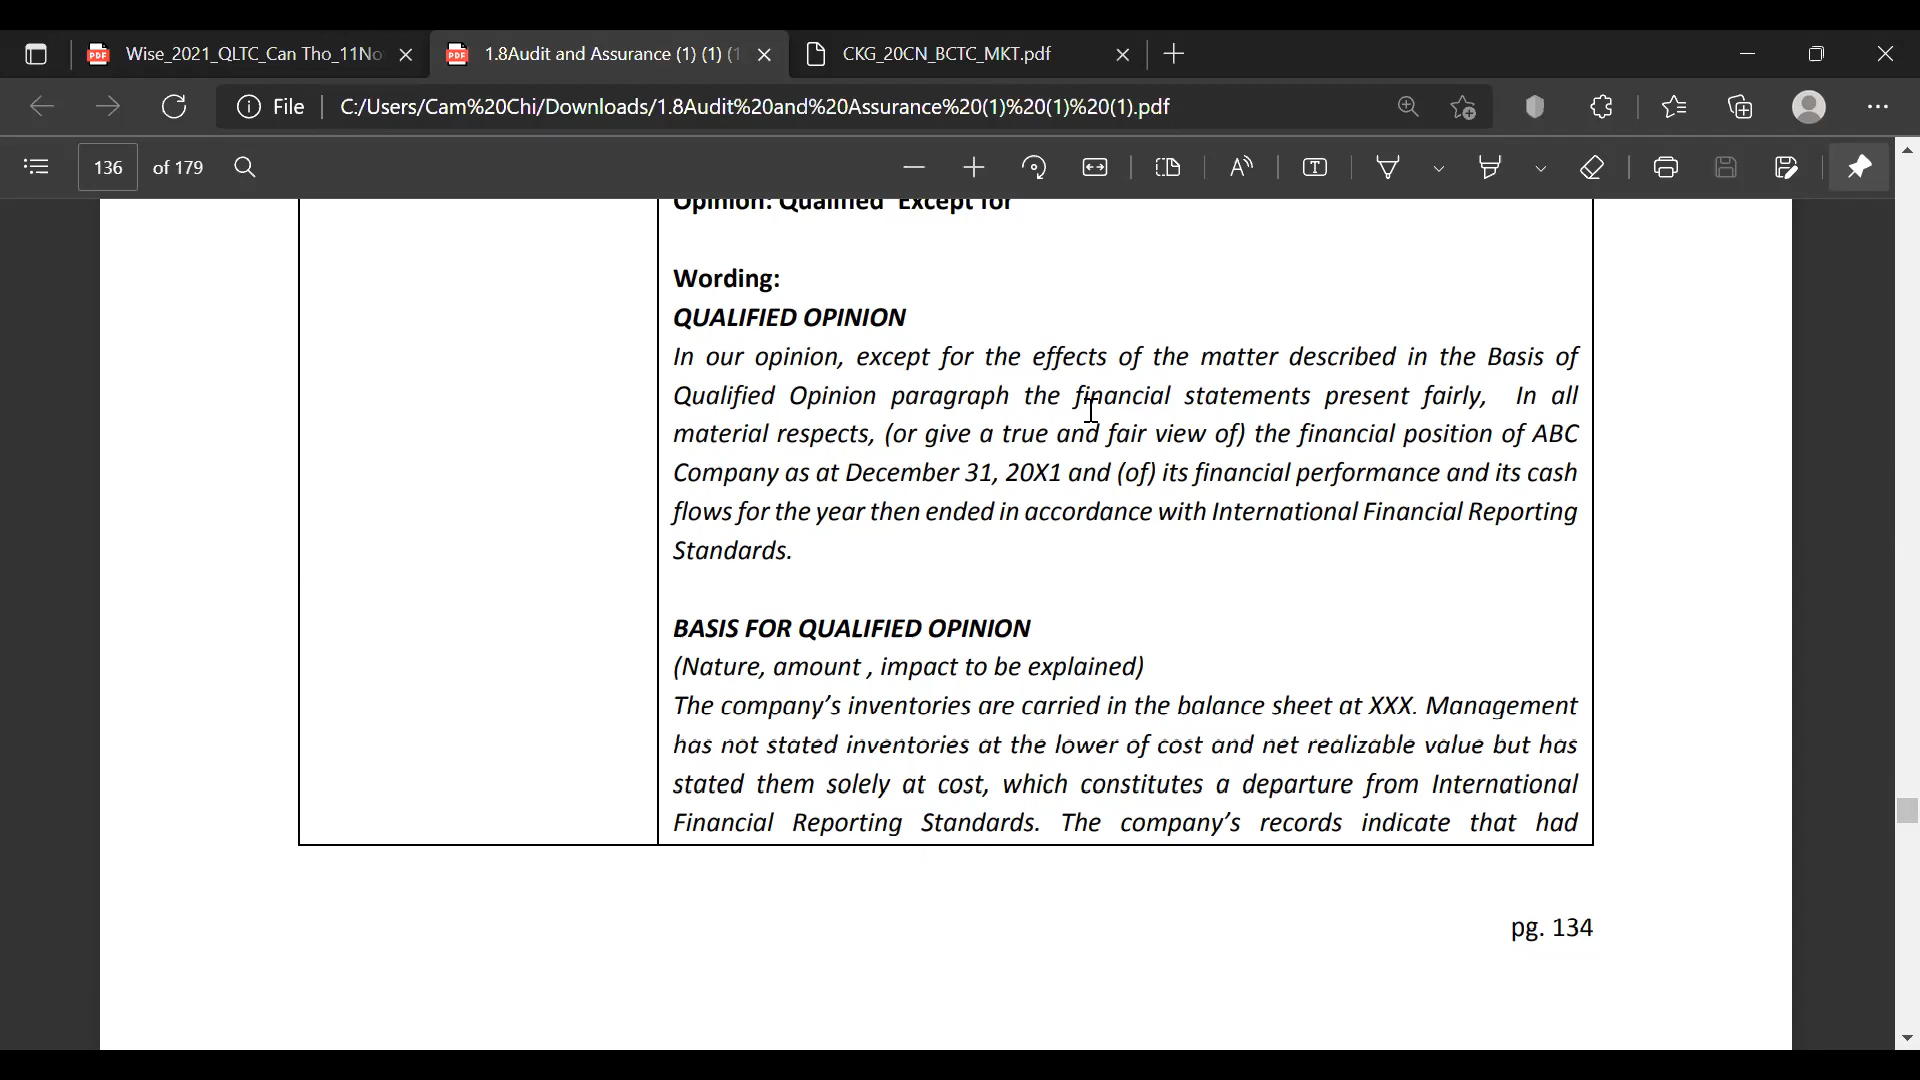 Wise_2021_QLTC_Can Tho_11No
1.8Audit and Assurance (1) (1) (1
CKG_20CN_BCTC_MKT.pdf
File
C:/Users/Cam%20Chi/Downloads/1.8Audit%20and%20Assurance%20(1)%20(1)%20(1).pdf
136 of 179
Opinion: Qualified 'Except for'
Wording:
QUALIFIED OPINION
In our opinion, except for the effects of the matter described in the Basis of
Qualified Opinion paragraph the financial statements present fairly, In all
material respects, (or give a true and fair view of) the financial position of ABC
Company as at December 31, 20X1 and (of) its financial performance and its cash
flows for the year then ended in accordance with International Financial Reporting
Standards.
BASIS FOR QUALIFIED OPINION
(Nature, amount , impact to be explained)
The company’s inventories are carried in the balance sheet at XXX. Management
has not stated inventories at the lower of cost and net realizable value but has
stated them solely at cost, which constitutes a departure from International
Financial Reporting Standards. The company’s records indicate that had
pg. 134